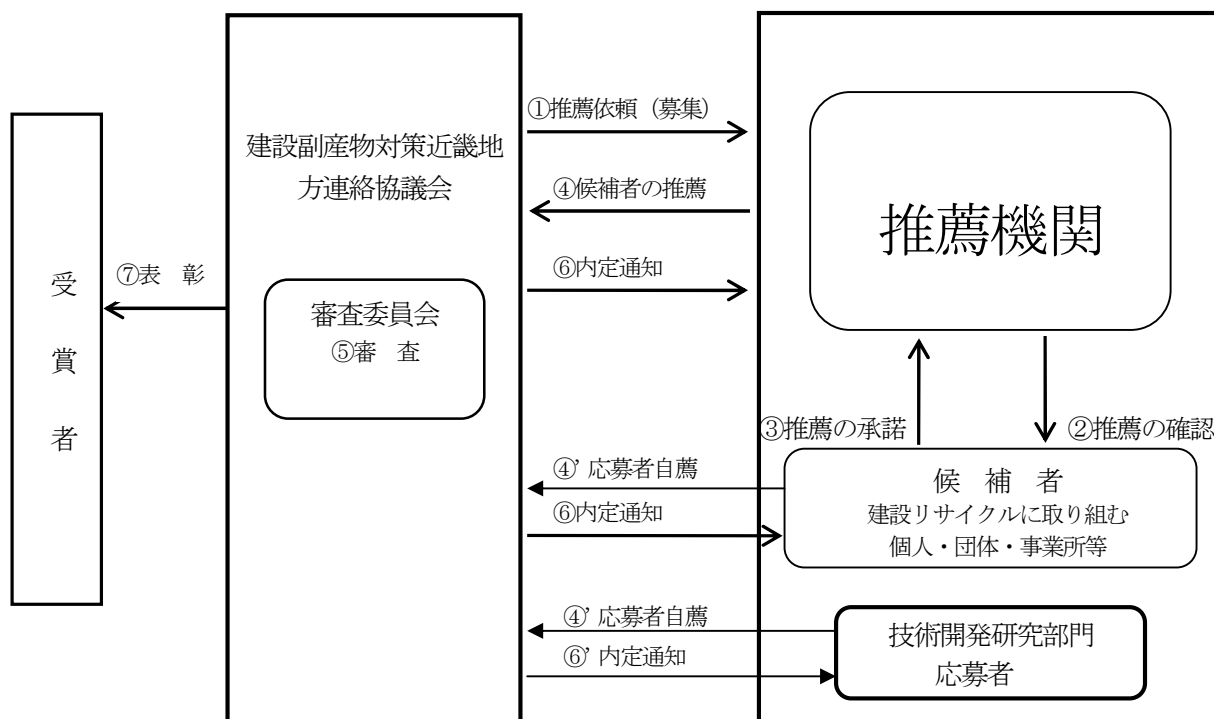 ①推薦依頼（募集）
建設副産物対策近畿地
方連絡協議会
④候補者の推薦
推薦機関
⑥内定通知
⑦表　彰
受
賞
者
審査委員会
⑤審　査
③推薦の承諾
②推薦の確認
④’ 応募者自薦
候　補　者
建設リサイクルに取り組む
個人・団体・事業所等
⑥内定通知
④’ 応募者自薦
技術開発研究部門
応募者
⑥’ 内定通知